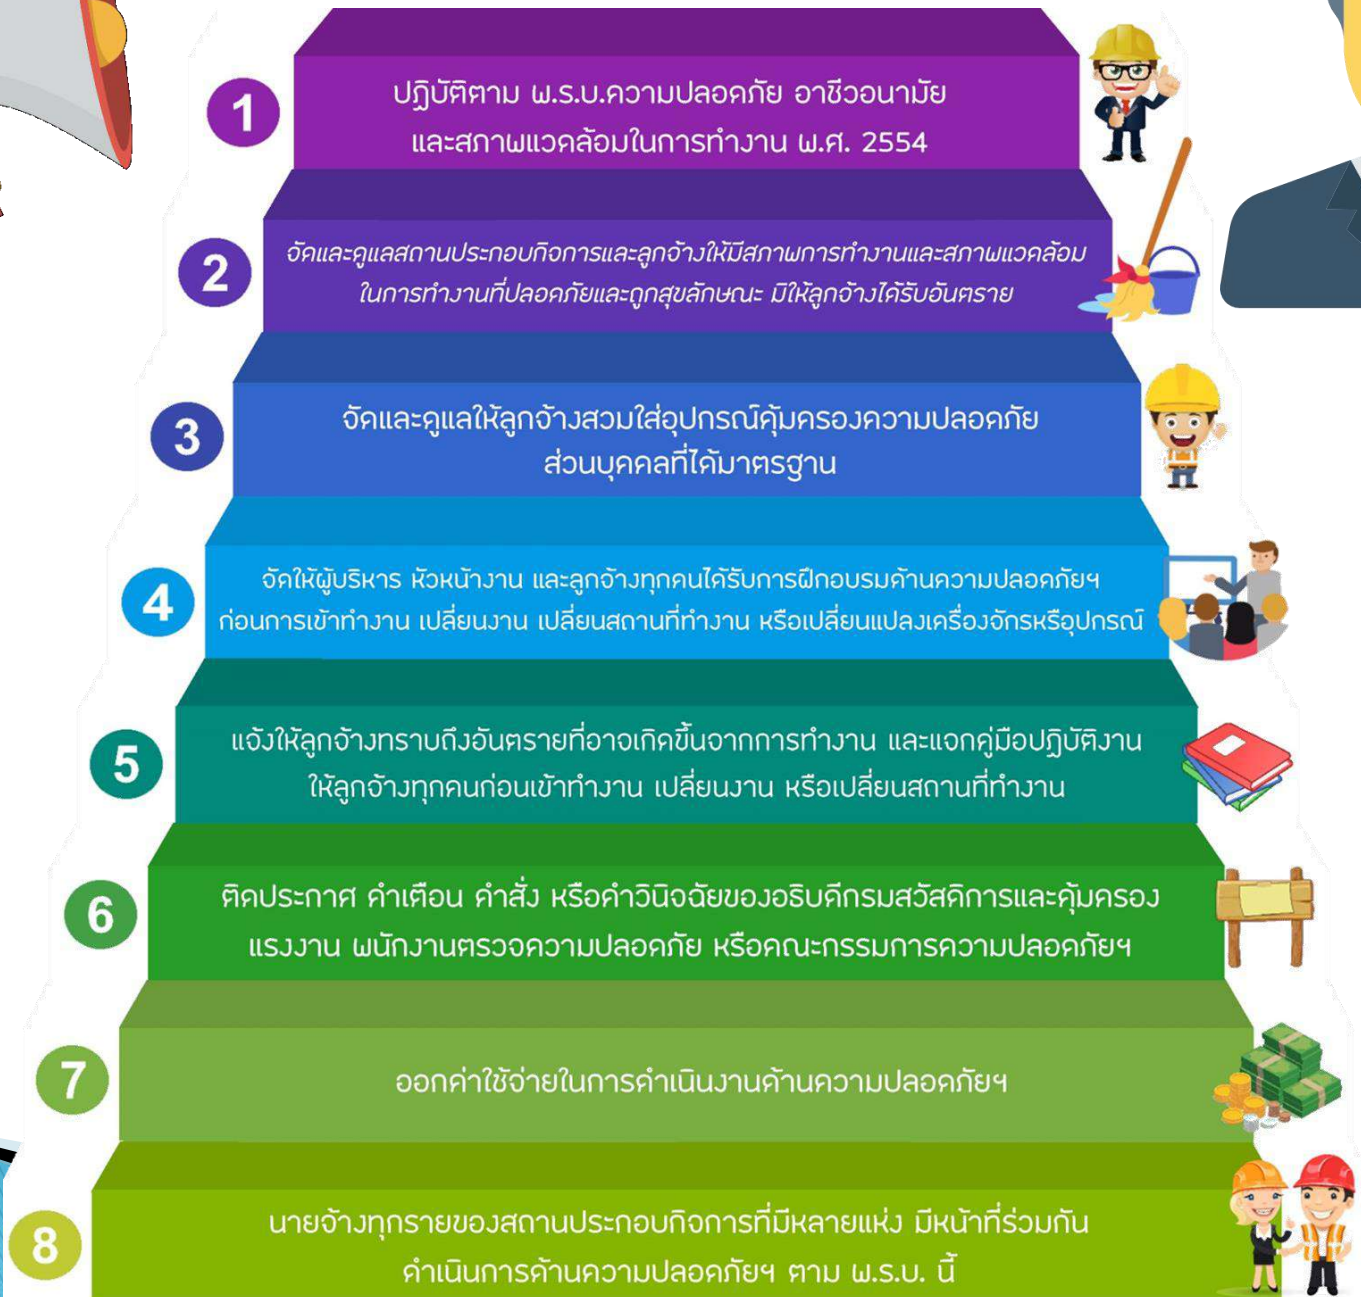 1
ปฏิบัติตาม พ.ร.บ.ความปลอดภัย อาชีวอนามัย
และสภาพแวดล้อมในการทำงาน พ.ศ. 2554
2
จัดและดูแลสถานประกอบกิจการและลูกจ้างให้มีสภาพการทำงานและสภาพแวดล้อม
ในการทำงานที่ปลอดภัยและถูกสุขลักษณะ มิให้ลูกจ้างได้รับอันตราย
3
จัดและดูแลให้ลูกจ้างสวมใส่อุปกรณ์คุ้มครองความปลอดภัย
ส่วนบุคคลที่ได้มาตรฐาน
4
จัดให้ผู้บริหาร หัวหน้างาน และลูกจ้างทุกคนได้รับการฝึกอบรมด้านความปลอดภัยฯ
ก่อนการเข้าทำงาน เปลี่ยนงาน เปลี่ยนสถานที่ทำงาน หรือเปลี่ยนแปลงเครื่องจักรหรืออุปกรณ์
5
แจ้งให้ลูกจ้างทราบถึงอันตรายที่อาจเกิดขึ้นจากการทำงาน และแจกคู่มือปฏิบัติงาน
ให้ลูกจ้างทุกคนก่อนเข้าทำงาน เปลี่ยนงาน หรือเปลี่ยนสถานที่ทำงาน
6
ติดประกาศ คำเตือน คำสั่ง หรือคำวินิจฉัยของอธิบดีกรมสวัสดิการและคุ้มครอง
แรงงาน พนักงานตรวจความปลอดภัย หรือคณะกรรมการความปลอดภัยฯ
7
ออกค่าใช้จ่ายในการดำเนินงานด้านความปลอดภัยฯ
8
นายจ้างทุกรายของสถานประกอบกิจการที่มีหลายแห่ง มีหน้าที่ร่วมกัน
ดำเนินการด้านความปลอดภัยฯ ตาม พ.ร.บ. นี้